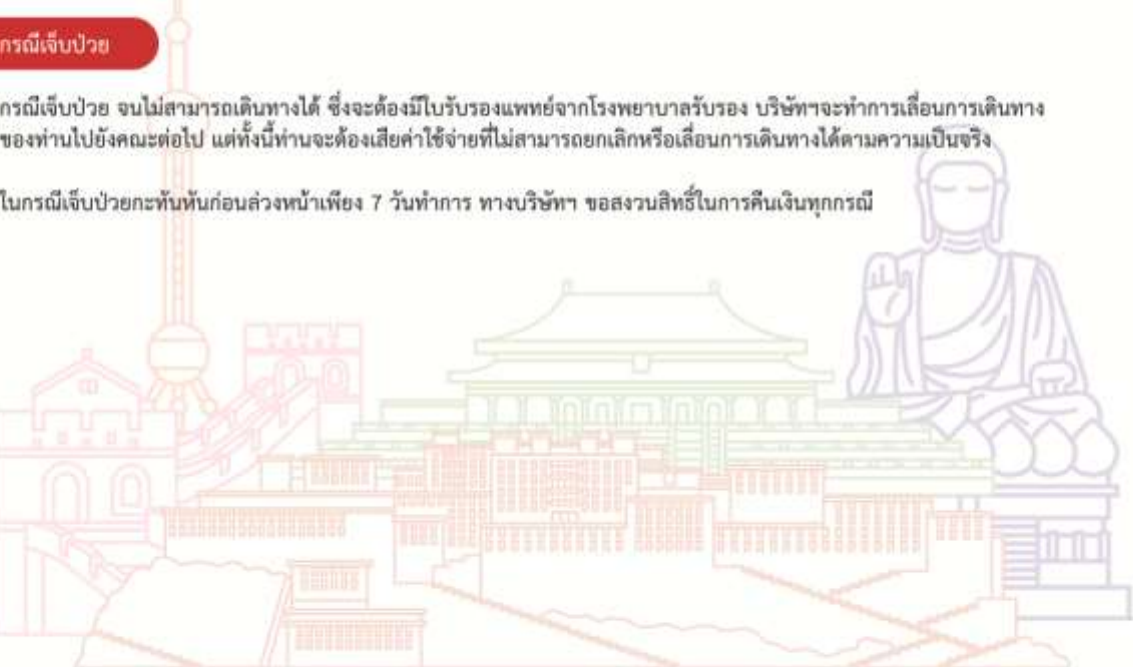 กรณีเจ็บป่วย
กรณีเจ็บป่วย จนไม่สามารถเดินทางได้ ซึ่งจะต้องมีใบรับรองแพทย์จากโรงพยาบาลรับรอง บริษัทฯจะทำการเลื่อนการเดินทาง
ของท่านไปยังคณะต่อไป แต่ทั้งนี้ท่านจะต้องเสียค่าใช้จ่ายที่ไม่สามารถยกเลิกหรือเลื่อนการเดินทางได้ตามความเป็นจริง
ในกรณีเจ็บป่วยกะทันหันก่อนล่วงหน้าเพียง 7 วันทำการ ทางบริษัทฯ ขอสงวนสิทธิ์ในการคืนเงินทุกกรณี